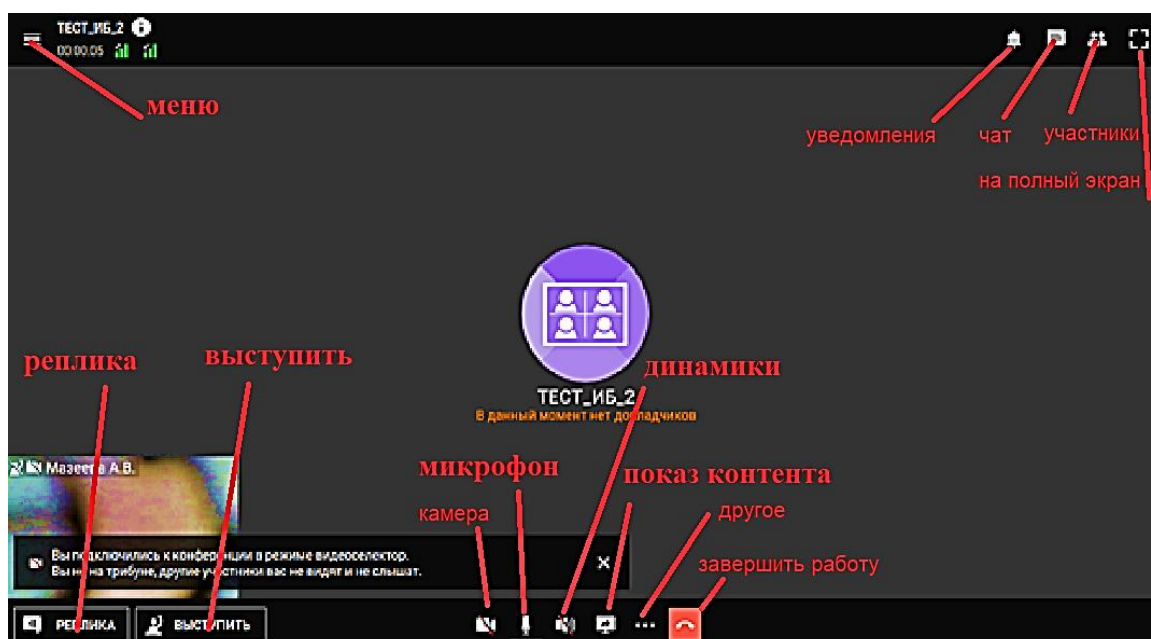 ТЕСТ_ИБ_2
00:00:05
меню
уведомления
чат
участники
на полный экран
реплика
выступить
динамики
ТЕСТ_ИБ_2
В данный момент нет докладчиков
Мазеева А.В.
микрофон
показ контента
камера
другое
Вы подключились к конференции в режиме видеоселектор.
Вы не на трибуне, другие участники вас не видят и не слышат.
завершить работу
РЕПЛИКА
ВЫСТУПИТЬ